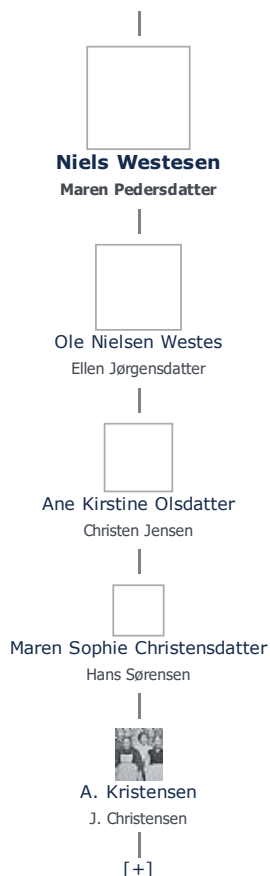 Niels Westesen
Maren Pedersdatter
Ole Nielsen Westes
Ellen Jørgensdatter
Ane Kirstine Olsdatter
Christen Jensen
Maren Sophie Christensdatter
Hans Sørensen
A. Kristensen
J. Christensen
[+]